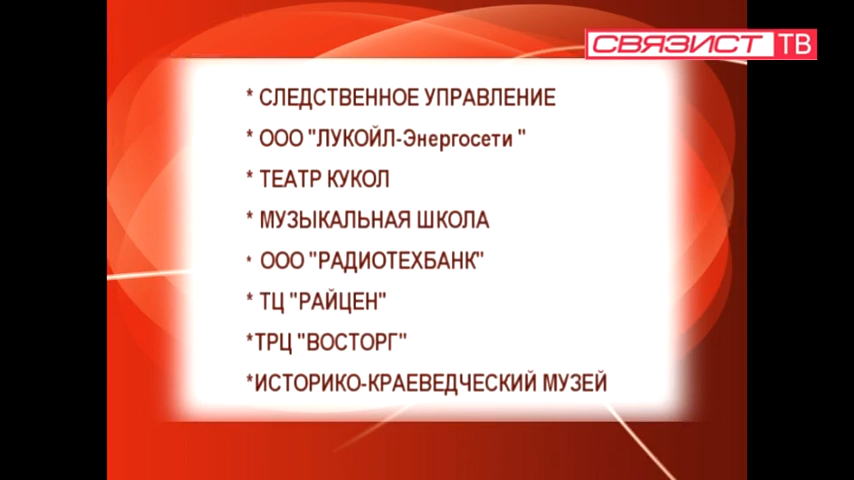 СВЯЗИСТ ТВ
* СЛЕДСТВЕННОЕ УПРАВЛЕНИЕ
* ООО "ЛУКОЙЛ-Энергосети "
* ТЕАТР КУКОЛ
* МУЗЫКАЛЬНАЯ ШКОЛА
* ООО "РАДИОТЕХБАНК"
* ТЦ "РАЙЦЕН"
*ТРЦ "ВОСТОРГ"
*ИСТОРИКО-КРАЕВЕДЧЕСКИЙ МУЗЕЙ